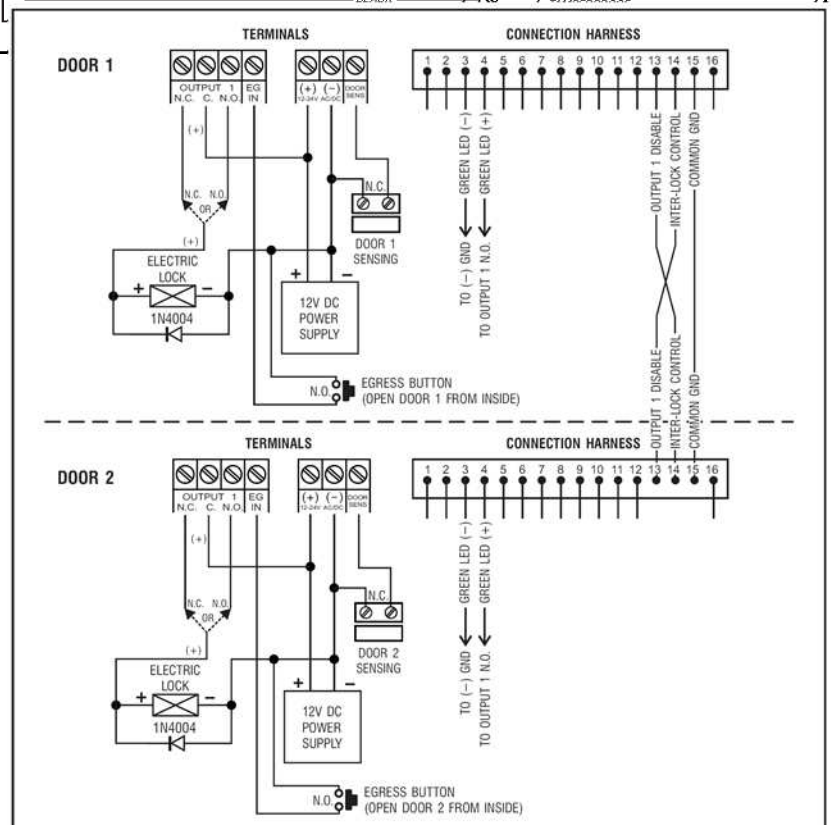 TERMINALS
CONNECTION HARNESS
DOOR 1
1 2 3 4 5 6 7 8 9 10 11 12 13 14 15 16
OUTPUT 1
N.C. C. N.O.
EG
IN
(+) (-)
12-24V AC/DC
DOOR
SENS
(+)
N.C. N.O.
OR
(+)
N.C.
DOOR 1
SENSING
ELECTRIC
LOCK
+ -
1N4004
+ -
12V DC
POWER
SUPPLY
N.O.
EGRESS BUTTON
(OPEN DOOR 1 FROM INSIDE)
GREEN LED (-)
GREEN LED (+)
TO (-) GND
TO OUTPUT 1 N.O.
OUTPUT 1 DISABLE
INTER-LOCK CONTROL
COMMON GND
OUTPUT 1 DISABLE
INTER-LOCK CONTROL
COMMON GND
TERMINALS
CONNECTION HARNESS
DOOR 2
1 2 3 4 5 6 7 8 9 10 11 12 13 14 15 16
OUTPUT 1
N.C. C. N.O.
EG
IN
(+) (-)
12-24V AC/DC
DOOR
SENS
(+)
N.C. N.O.
OR
(+)
N.C.
DOOR 2
SENSING
ELECTRIC
LOCK
+ -
1N4004
+ -
12V DC
POWER
SUPPLY
N.O.
EGRESS BUTTON
(OPEN DOOR 2 FROM INSIDE)
GREEN LED (-)
GREEN LED (+)
TO (-) GND
TO OUTPUT 1 N.O.